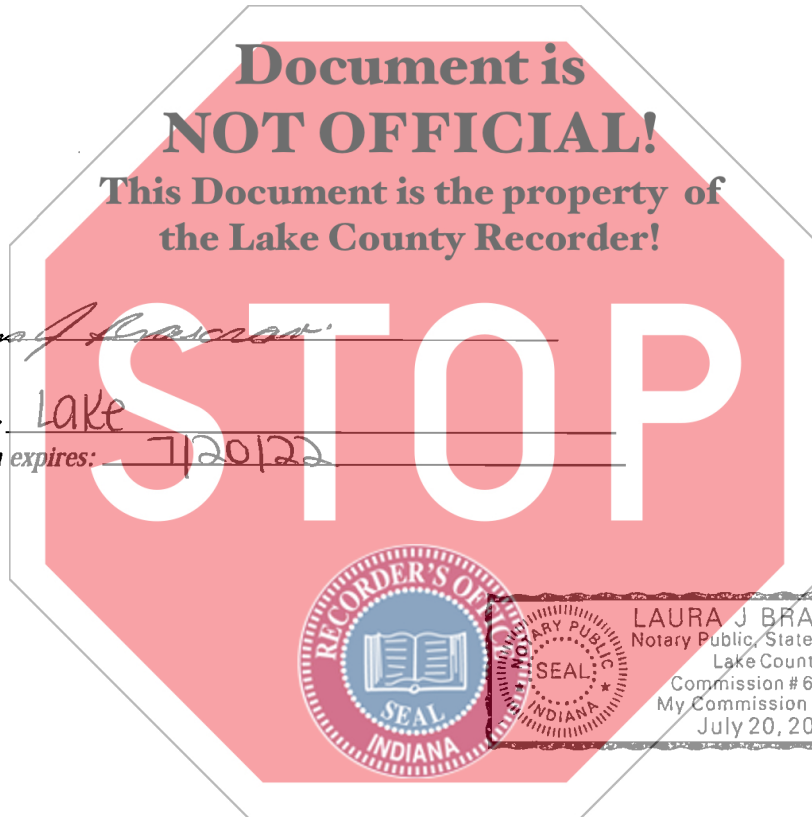 Document is
NOT OFFICIAL!
This Document is the property of
the Lake County Recorder!
STOP
Lake
expires: 7/20/22
RECORDER'S OFFICE
SEAL
INDIANA
NOTARY PUBLIC
SEAL
INDIANA
LAURA J BRA
Notary Public, State
Lake Count
Commission # 6
My Commission
July 20, 20